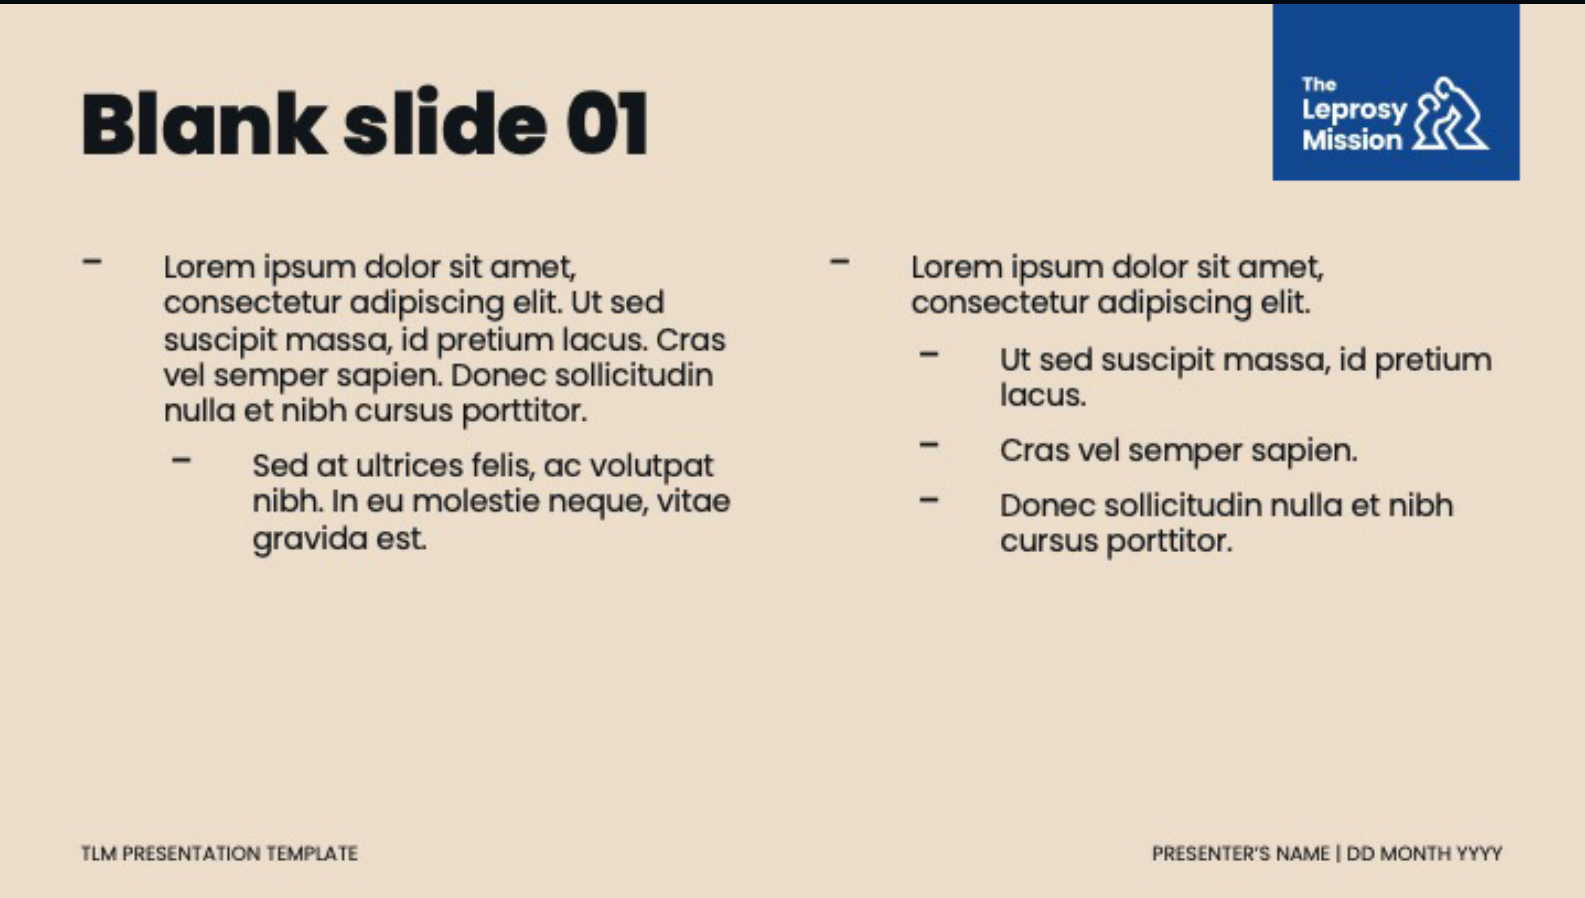 Blank slide 01
The
Leprosy
Mission
– Lorem ipsum dolor sit amet,
consectetur adipiscing elit. Ut sed
suscipit massa, id pretium lacus. Cras
vel semper sapien. Donec sollicitudin
nulla et nibh cursus porttitor.
– Sed at ultrices felis, ac volutpat
nibh. In eu molestie neque, vitae
gravida est.
– Lorem ipsum dolor sit amet,
consectetur adipiscing elit.
– Ut sed suscipit massa, id pretium
lacus.
– Cras vel semper sapien.
– Donec sollicitudin nulla et nibh
cursus porttitor.
TLM PRESENTATION TEMPLATE
PRESENTER'S NAME | DD MONTH YYYY